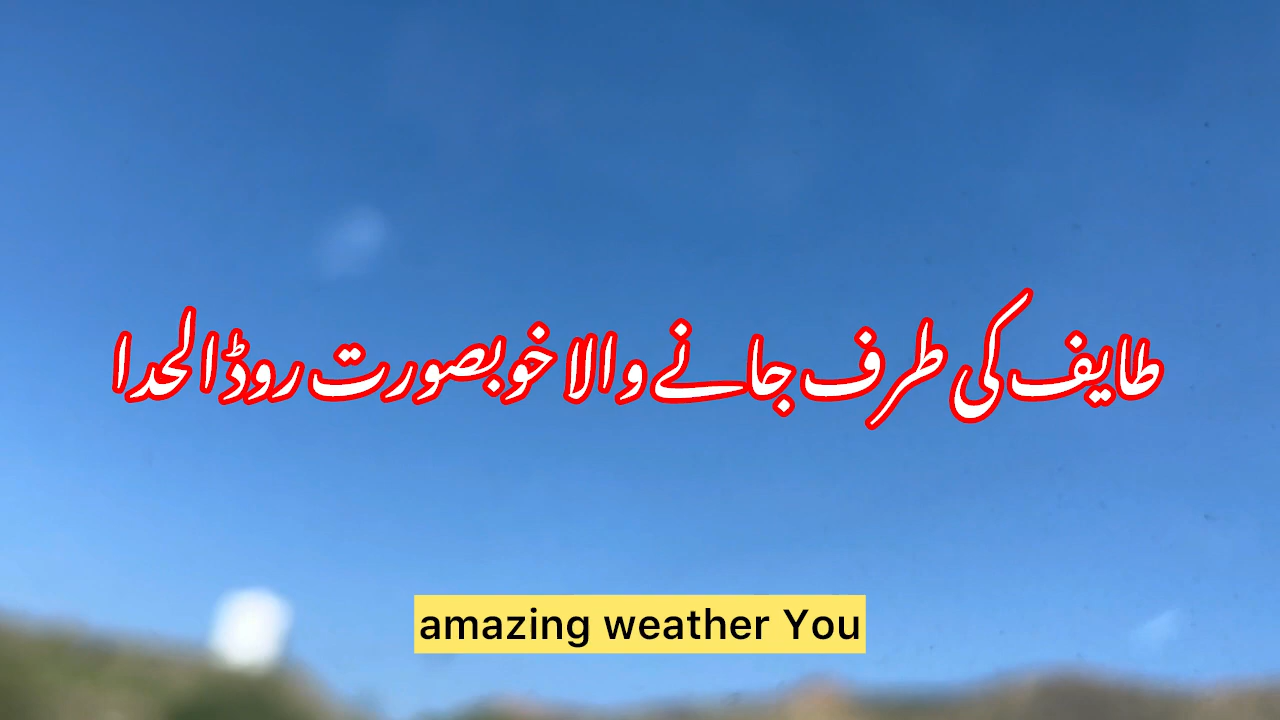 طایف کی طرف جانے والا خوبصورت روڈ الحدا
amazing weather You